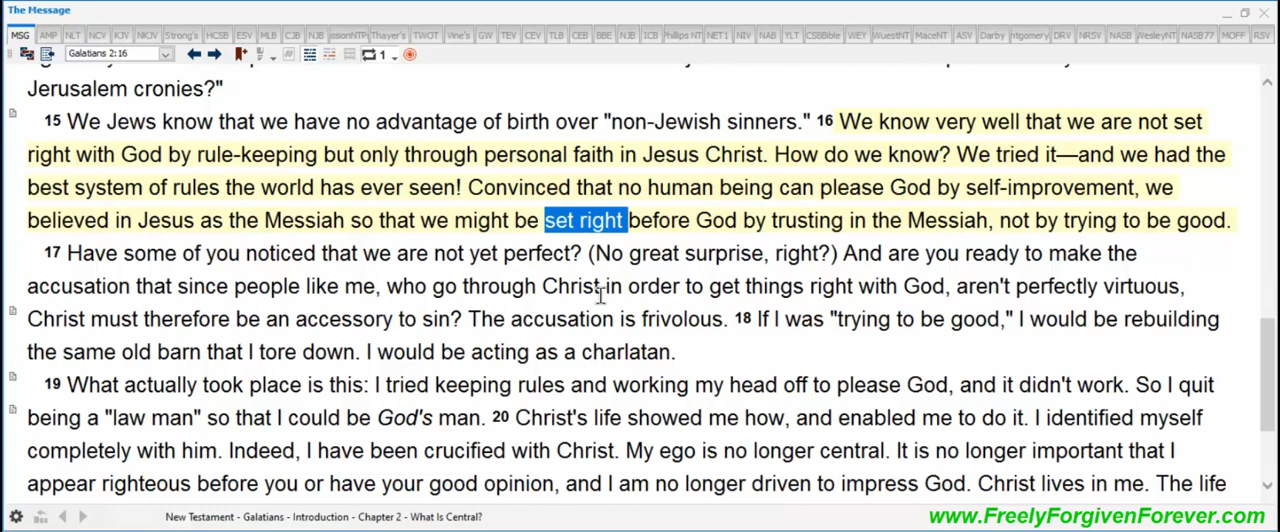 The Message
MSG AMP NLT NCV KJV NKJV Strong's HCSB ESV MLB CJB NJB issonNTP Thayer's TWOT Vine's GW TEV CEV TLB CEB BBE NJB ICB Phillips NT NET1 NIV NAB YLT CSBBible WEY WuestNT MaceNT ASV Darby ntgomery DRV NRSV NASB WesleyNT NASB77 MOFF RSV
Galatians 2:16 1
Jerusalem cronies?"
15 We Jews know that we have no advantage of birth over "non-Jewish sinners." 16 We know very well that we are not set
right with God by rule-keeping but only through personal faith in Jesus Christ. How do we know? We tried it—and we had the
best system of rules the world has ever seen! Convinced that no human being can please God by self-improvement, we
believed in Jesus as the Messiah so that we might be set right before God by trusting in the Messiah, not by trying to be good.
17 Have some of you noticed that we are not yet perfect? (No great surprise, right?) And are you ready to make the
accusation that since people like me, who go through Christ in order to get things right with God, aren't perfectly virtuous,
Christ must therefore be an accessory to sin? The accusation is frivolous. 18 If I was "trying to be good," I would be rebuilding
the same old barn that I tore down. I would be acting as a charlatan.
19 What actually took place is this: I tried keeping rules and working my head off to please God, and it didn't work. So I quit
being a "law man" so that I could be God's man. 20 Christ's life showed me how, and enabled me to do it. I identified myself
completely with him. Indeed, I have been crucified with Christ. My ego is no longer central. It is no longer important that I
appear righteous before you or have your good opinion, and I am no longer driven to impress God. Christ lives in me. The life
New Testament - Galatians - Introduction - Chapter 2 - What Is Central?
www.FreelyForgivenForever.com